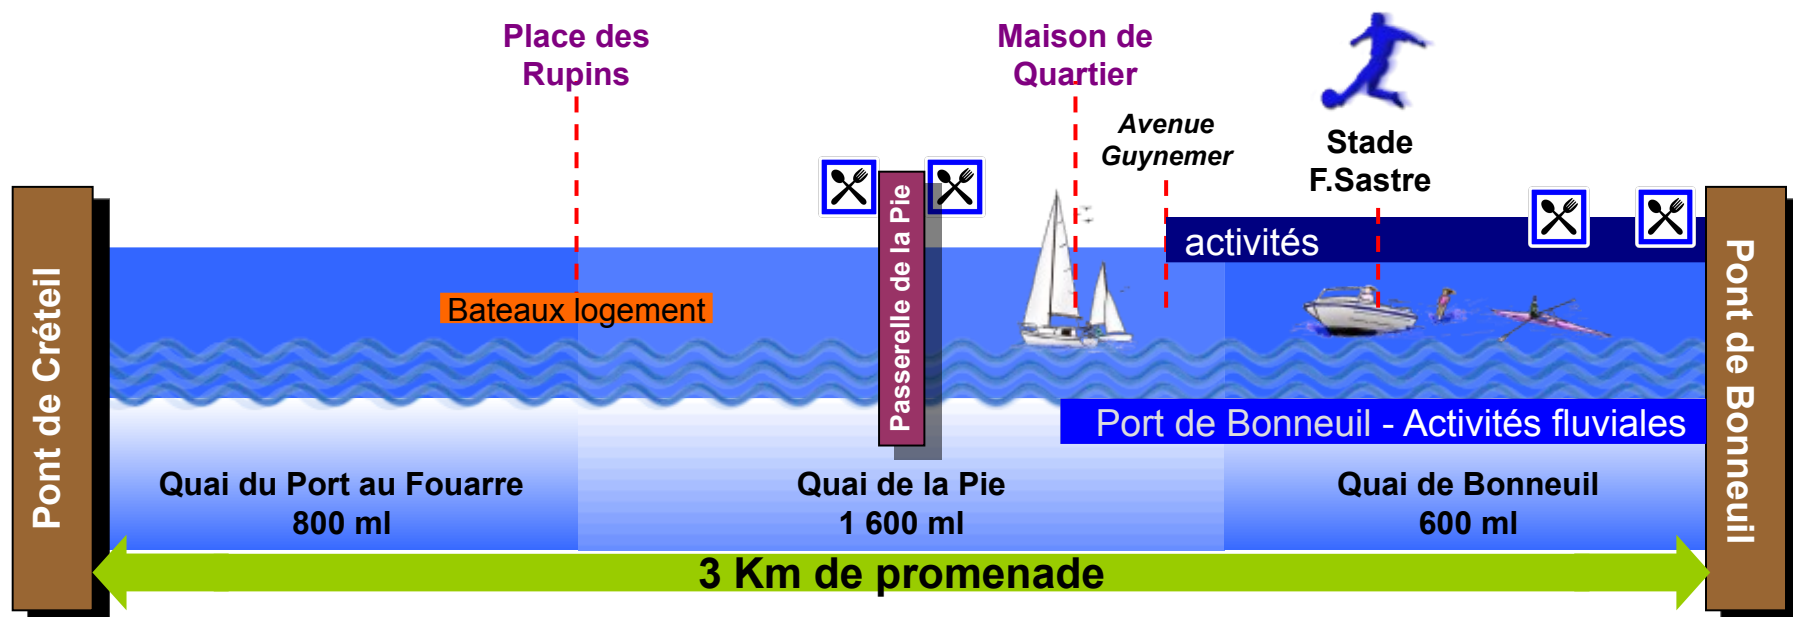 Place des
Rupins
Maison de
Quartier
Avenue
Guynemer
Stade
F.Sastre
activités
Pont de Créteil
Bateaux logement
Passerelle de la Pie
Pont de Bonneuil
Port de Bonneuil - Activités fluviales
Quai du Port au Fouarre
800 ml
Quai de la Pie
1 600 ml
Quai de Bonneuil
600 ml
3 Km de promenade